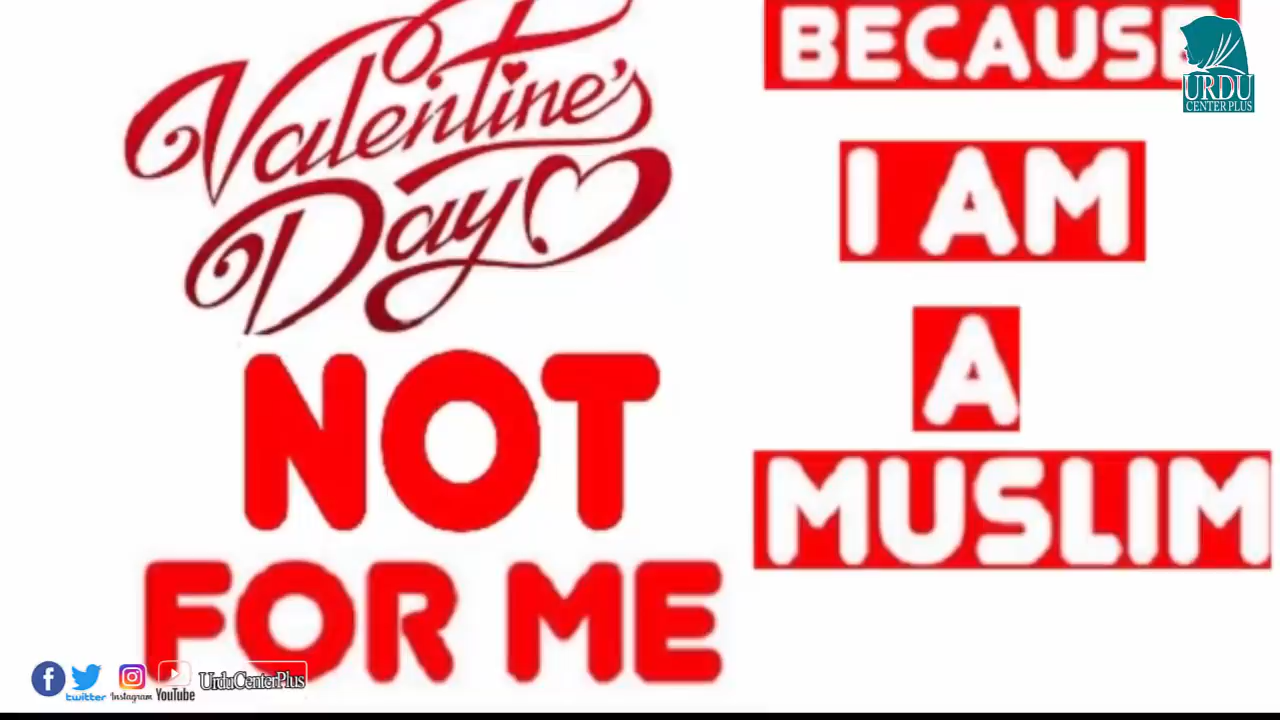 Valentine's
Day
NOT
FOR ME
BECAUSE
I AM
A
MUSLIM
URDU
CENTER PLUS
twitter
Instagram
YouTube
UrduCenterPlus